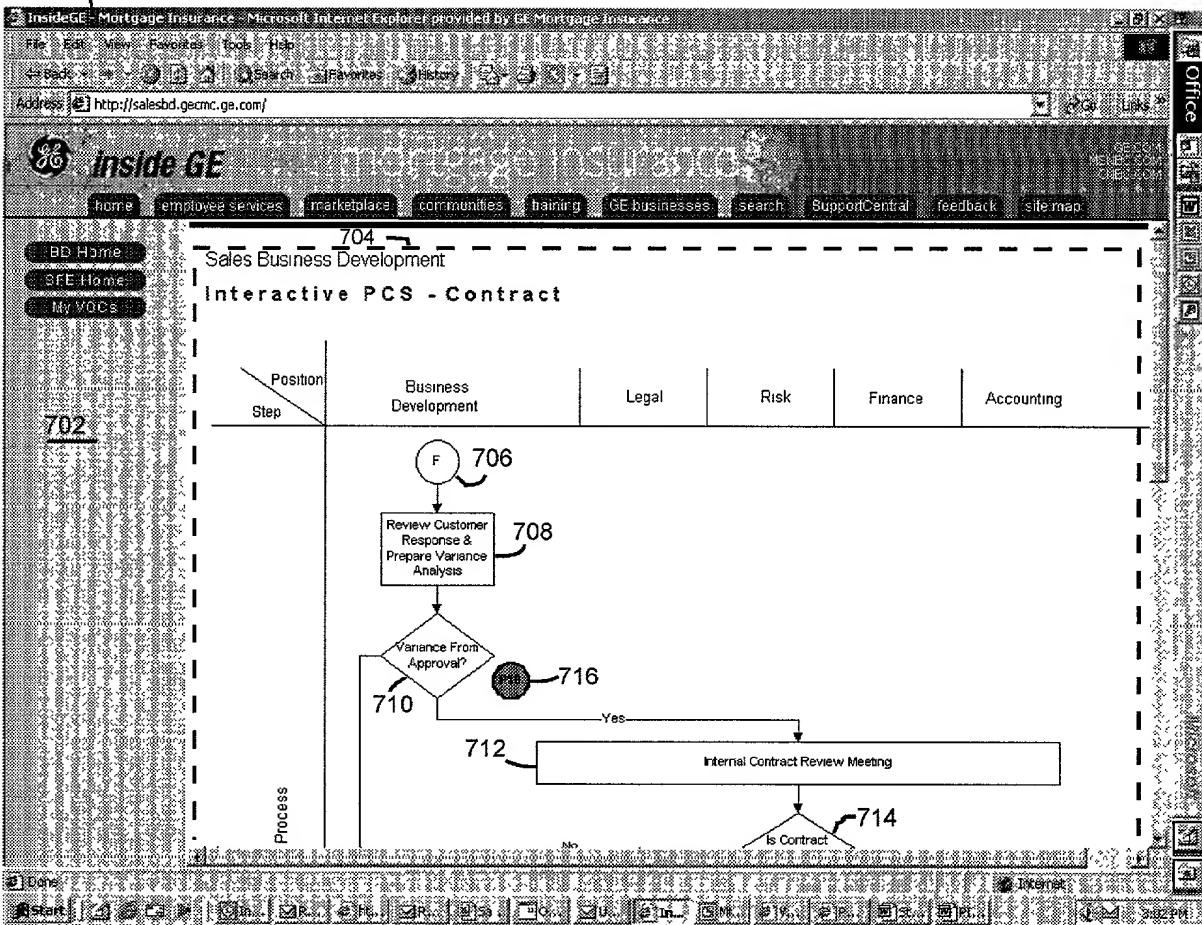 InsideGE - Mortgage Insurance - Microsoft Internet Explorer provided by GE Mortgage Insurance
File Edit View Favorites Tools Help
Back Search Favorites History
Address http://salesbd.gecmc.ge.com/ Go Links
Office
inside GE mortgage insurance
home employee services marketplace communities training GE businesses search SupportCentral feedback site map
BD Home
SFE Home
My VOCs
702
704
Sales Business Development
Interactive PCS - Contract
Position
Step
Business
Development
Legal
Risk
Finance
Accounting
F
706
Review Customer
Response &
Prepare Variance
Analysis
708
Variance From
Approval?
710
716
Yes
712
Internal Contract Review Meeting
Process
714
Is Contract
No
Done Internet
Start 3:02 PM